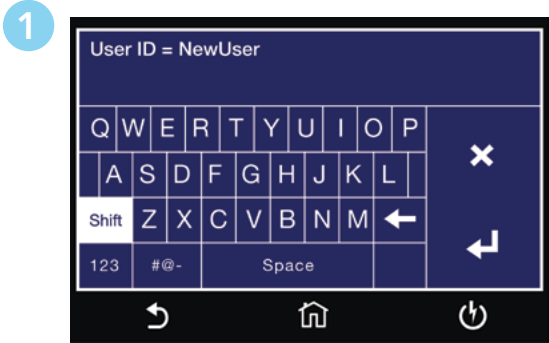 1
User ID = NewUser
Q W E R T Y U I O P
A S D F G H J K L
Shift Z X C V B N M
123 #@- Space